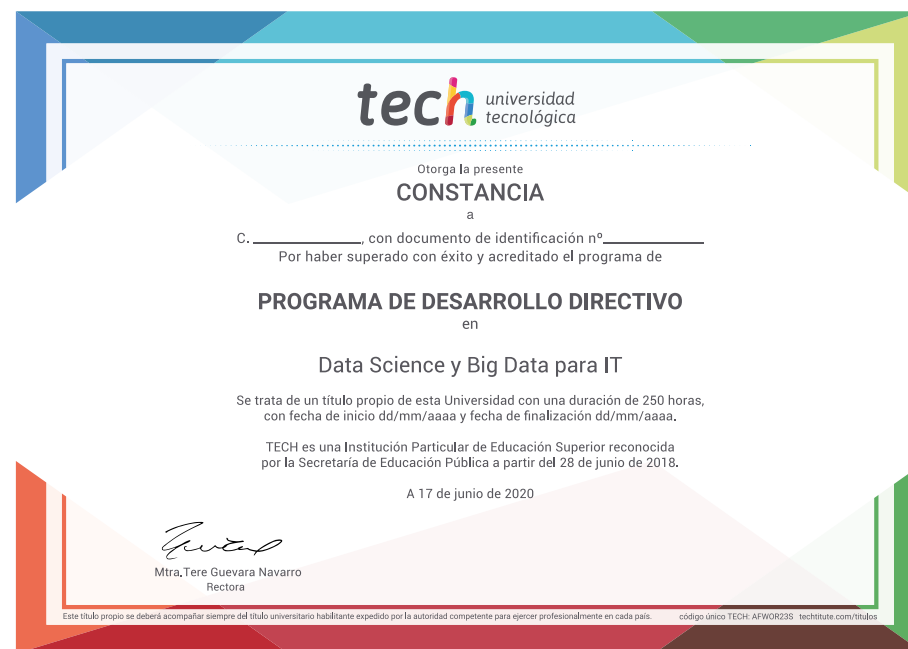 tech universidad
tecnológica
Otorga la presente
CONSTANCIA
a
C. ____________, con documento de identificación nº____________
Por haber superado con éxito y acreditado el programa de
PROGRAMA DE DESARROLLO DIRECTIVO
en
Data Science y Big Data para IT
Se trata de un título propio de esta Universidad con una duración de 250 horas,
con fecha de inicio dd/mm/aaaa y fecha de finalización dd/mm/aaaa.
TECH es una Institución Particular de Educación Superior reconocida
por la Secretaría de Educación Pública a partir del 28 de junio de 2018.
A 17 de junio de 2020
Mtra.Tere Guevara Navarro
Rectora
Este título propio se deberá acompañar siempre del título universitario habilitante expedido por la autoridad competente para ejercer profesionalmente en cada país. código único TECH: AFWOR23S techtitute.com/titulos